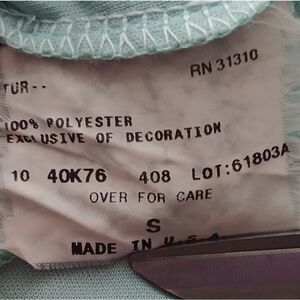 RN 31310
TUR--
100% POLYESTER
EXCLUSIVE OF DECORATION
10 40K76 408 LOT:61803A
OVER FOR CARE
S
MADE IN U.S.A